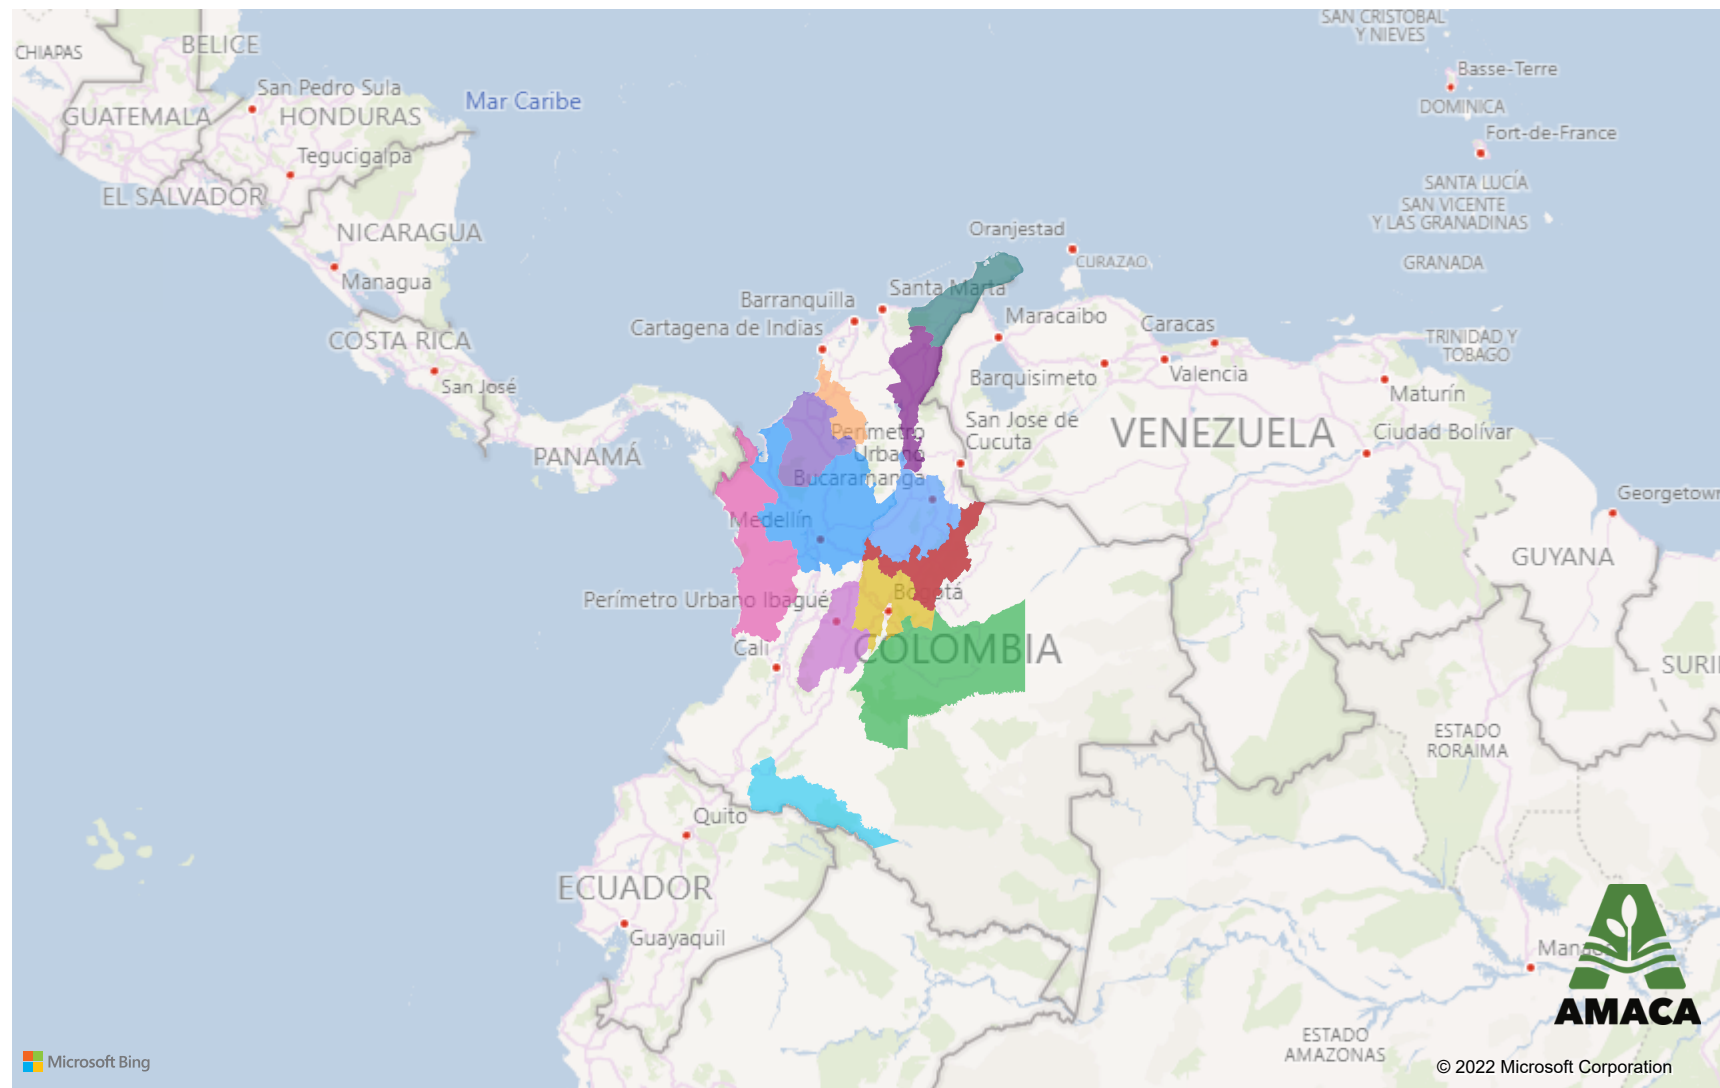 SAN CRISTOBAL
Y NIEVES
CHIAPAS
BELICE
Basse-Terre
San Pedro Sula
Mar Caribe
DOMINICA
GUATEMALA
HONDURAS
Fort-de-France
Tegucigalpa
SANTA LUCÍA
EL SALVADOR
SAN VICENTE
Y LAS GRANADINAS
NICARAGUA
Oranjestad
CURAZAO
GRANADA
Managua
Santa Marta
Barranquilla
Maracaibo
Cartagena de Indias
Caracas
COSTA RICA
TRINIDAD Y
TOBAGO
San José
Barquisimeto
Valencia
Maturín
San Jose de
Cucuta
VENEZUELA
Perímetro
Urbano
Bucaramanga
Ciudad Bolívar
PANAMÁ
Georgetown
Medellín
GUYANA
Perímetro Urbano Ibagué
Bogotá
Cali
COLOMBIA
SURI
ESTADO
RORAIMA
Quito
ECUADOR
Guayaquil
AMACA
ESTADO
AMAZONAS
Microsoft Bing
© 2022 Microsoft Corporation